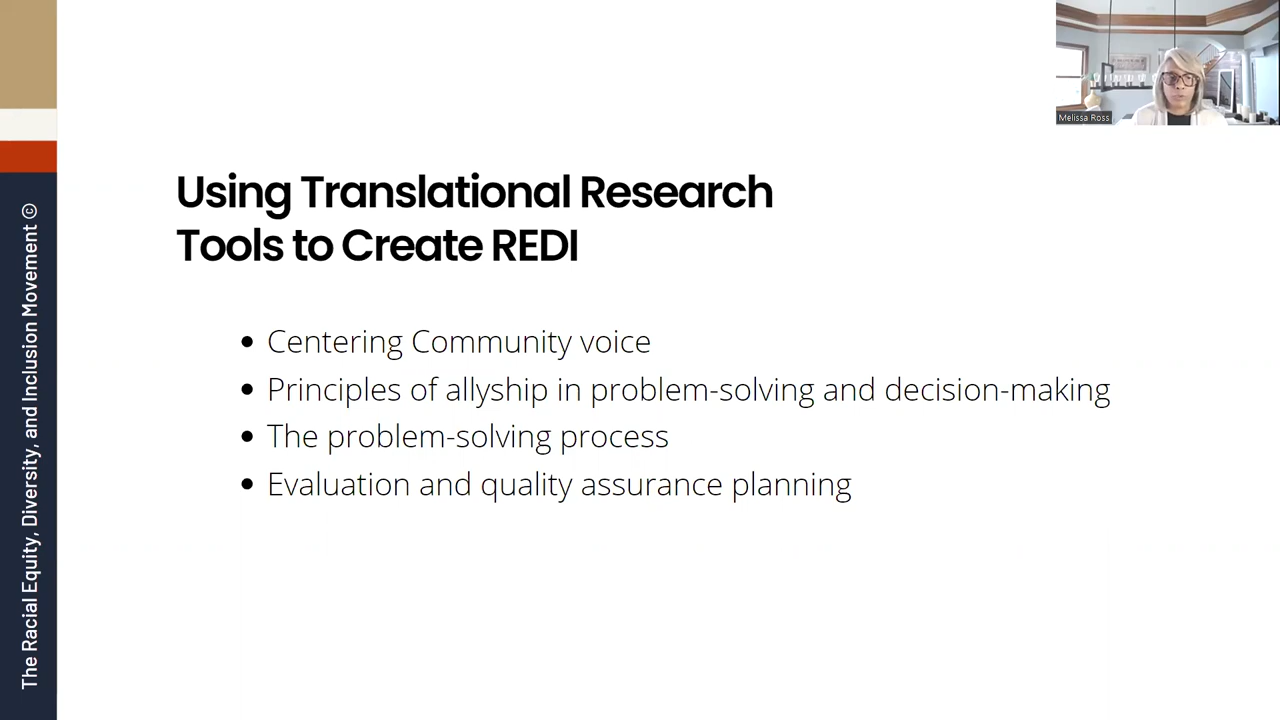 Using Translational Research
Tools to Create REDI
• Centering Community voice
• Principles of allyship in problem-solving and decision-making
• The problem-solving process
• Evaluation and quality assurance planning
The Racial Equity, Diversity, and Inclusion Movement ©
Melissa Ross